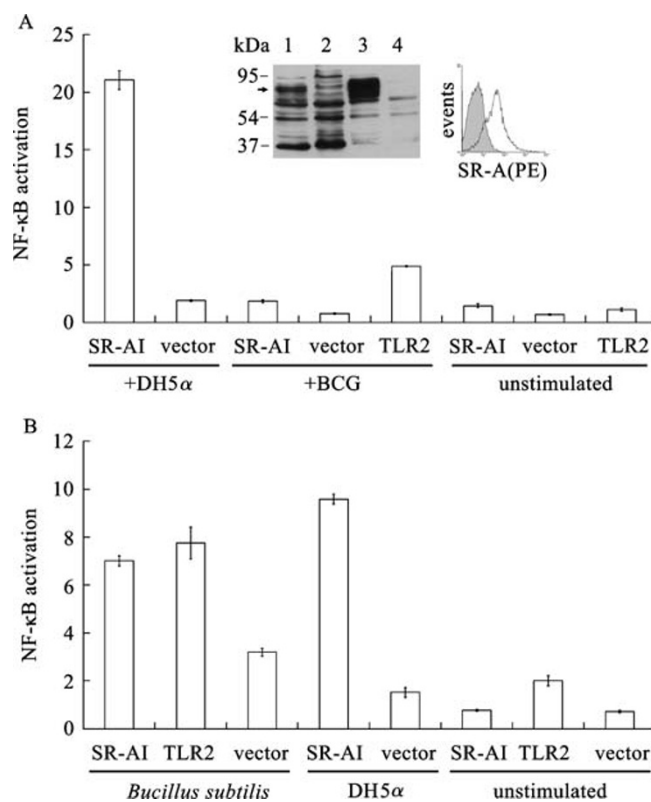 A
NF-κB activation
25
20
15
10
5
0
kDa 1 2 3 4
95
54
37
events
SR-A(PE)
SR-AI vector SR-AI vector TLR2 SR-AI vector TLR2
+DH5α +BCG unstimulated
B
NF-κB activation
12
10
8
6
4
2
0
SR-AI TLR2 vector SR-AI vector SR-AI TLR2 vector
Bucillus subtilis DH5α unstimulated